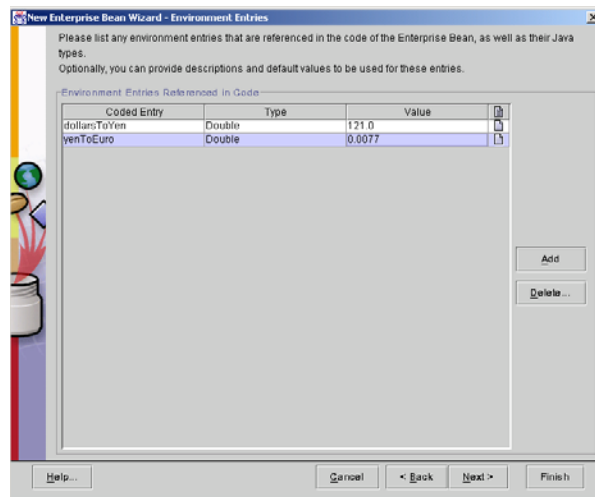 New Enterprise Bean Wizard - Environment Entries
Please list any environment entries that are referenced in the code of the Enterprise Bean, as well as their Java
types.
Optionally, you can provide descriptions and default values to be used for these entries.
Environment Entries Referenced in Code
Coded Entry Type Value
dollarsToYen Double 121.0
yenToEuro Double 0.0077
Add
Delete...
Help... Cancel < Back Next > Finish